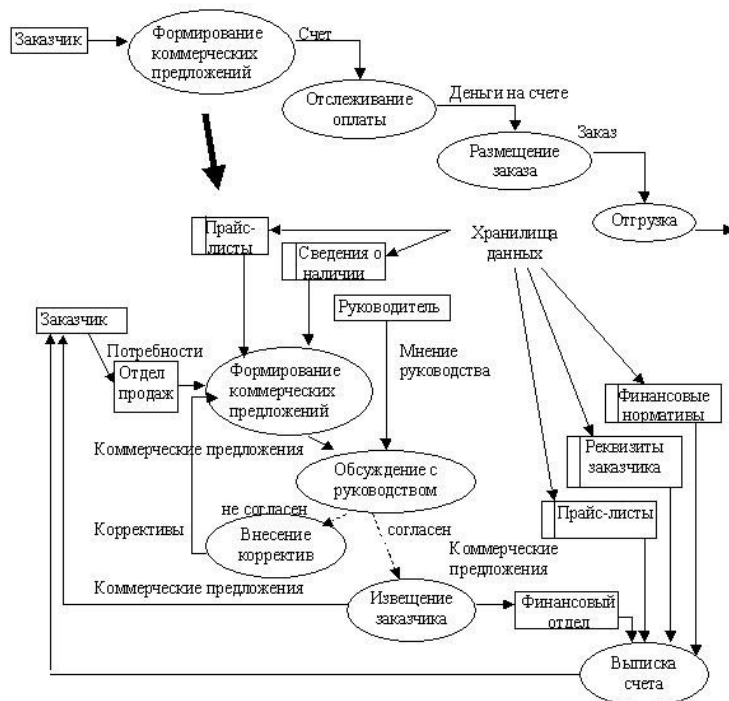 Заказчик
Формирование
коммерческих
предложений
Счет
Отслеживание
оплаты
Деньги на счете
Размещение
заказа
Заказ
Отгрузка
Прайс-
листы
Сведения о
наличии
Хранилища
данных
Заказчик
Руководитель
Потребности
Отдел
продаж
Формирование
коммерческих
предложений
Мнение
руководства
Финансовые
нормативы
Коммерческие предложения
Обсуждение с
руководством
Реквизиты
заказчика
Прайс-листы
не согласен
согласен
Коррективы
Внесение
корректив
Коммерческие
предложения
Коммерческие предложения
Извещение
заказчика
Финансовый
отдел
Выписка
счета